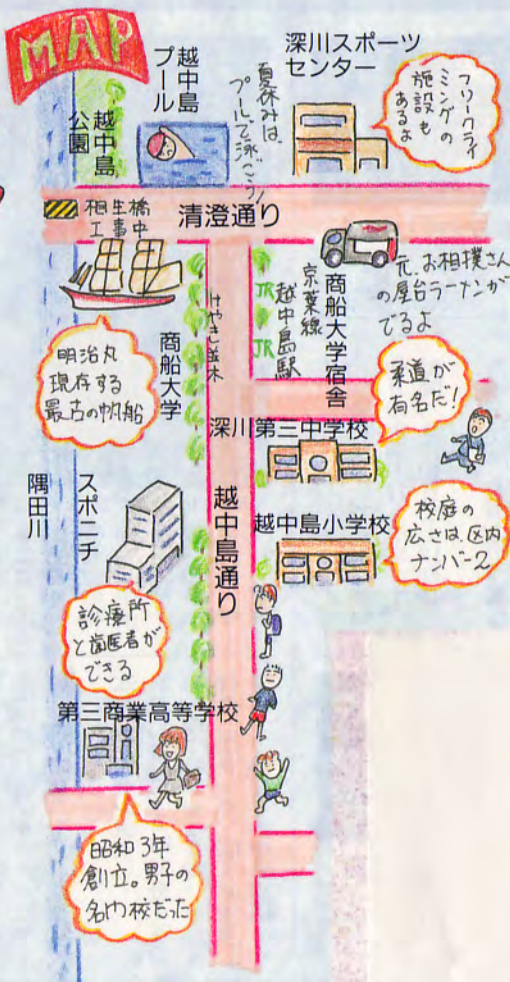 MAP
越中島
プール
越中島
公園
夏休みは、
プールで泳ごう!
深川スポーツ
センター
フリークライ
ミングの
施設も
あるよ
相生橋
工事中
清澄通り
元、お相撲さん
の屋台ラーメンが
でるよ
商船大学宿舎
京葉線
越中島駅
JR
JR
けやき並木
商船大学
明治丸
現存する
最古の帆船
柔道が
有名だ!
深川第三中学校
隅田川
スポニチ
越中島通り
越中島小学校
校庭の
広さは、区内
ナンバー2
診療所
と歯医者が
できる
第三商業高等学校
昭和3年
創立。男子の
名門校だった